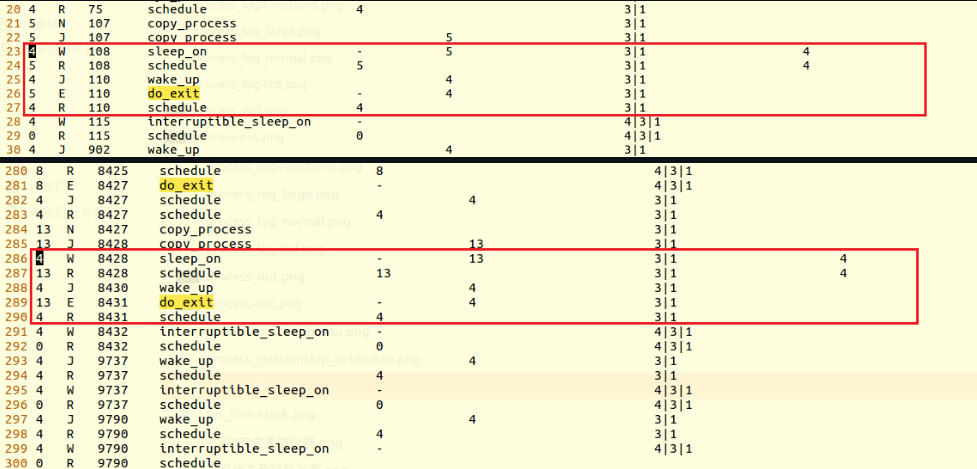 20 4 R 75 schedule 4 3|1
21 5 N 107 copy_process 3|1
22 5 J 107 copy_process 5 3|1
23 4 W 108 sleep_on - 5 3|1 4
24 5 R 108 schedule 5 3|1 4
25 4 J 110 wake_up 4 3|1
26 5 E 110 do_exit - 4 3|1
27 4 R 110 schedule 4 3|1
28 4 W 115 interruptible_sleep_on - 4|3|1
29 0 R 115 schedule 0 4|3|1
30 4 J 902 wake_up 4 3|1
280 8 R 8425 schedule 8 4|3|1
281 8 E 8427 do_exit - 4|3|1
282 4 J 8427 schedule 4 3|1
283 4 R 8427 schedule 4 3|1
284 13 N 8427 copy_process 3|1
285 13 J 8428 copy_process 13 3|1
286 4 W 8428 sleep_on - 13 3|1 4
287 13 R 8428 schedule 13 3|1 4
288 4 J 8430 wake_up 4 3|1
289 13 E 8431 do_exit - 4 3|1
290 4 R 8431 schedule 4 3|1
291 4 W 8432 interruptible_sleep_on - 4|3|1
292 0 R 8432 schedule 0 4|3|1
293 4 J 9737 wake_up 4 3|1
294 4 R 9737 schedule 4 3|1
295 4 W 9737 interruptible_sleep_on - 4|3|1
296 0 R 9737 schedule 0 4|3|1
297 4 J 9790 wake_up 4 3|1
298 4 R 9790 schedule 4 3|1
299 4 W 9790 interruptible_sleep_on - 4|3|1
300 0 R 9790 schedule